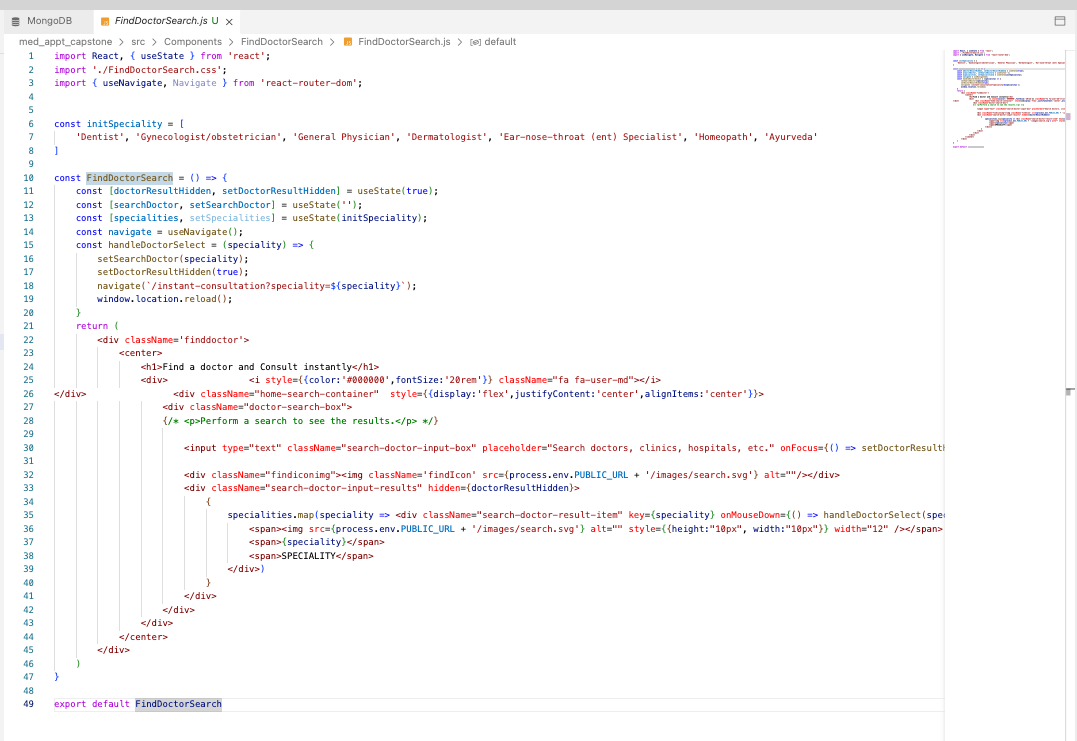 MongoDB
FindDoctorSearch.js U
med_appt_capstone > src > Components > FindDoctorSearch > FindDoctorSearch.js > default
1 import React, { useState } from 'react';
2 import './FindDoctorSearch.css';
3 import { useNavigate, Navigate } from 'react-router-dom';
4
5
6 const initSpeciality = [
7 'Dentist', 'Gynecologist/obstetrician', 'General Physician', 'Dermatologist', 'Ear-nose-throat (ent) Specialist', 'Homeopath', 'Ayurveda'
8 ]
9
10 const FindDoctorSearch = () => {
11 const [doctorResultHidden, setDoctorResultHidden] = useState(true);
12 const [searchDoctor, setSearchDoctor] = useState('');
13 const [specialities, setSpecialities] = useState(initSpeciality);
14 const navigate = useNavigate();
15 const handleDoctorSelect = (speciality) => {
16 setSearchDoctor(speciality);
17 setDoctorResultHidden(true);
18 navigate(`/instant-consultation?speciality=${speciality}`);
19 window.location.reload();
20 }
21 return (
22 <div className='finddoctor'>
23 <center>
24 <h1>Find a doctor and Consult instantly</h1>
25 <div> <i style={{color:'#000000',fontSize:'20rem'}} className="fa fa-user-md"></i>
26 </div> <div className="home-search-container" style={{display:'flex',justifyContent:'center',alignItems:'center'}}>
27 <div className="doctor-search-box">
28 {/* <p>Perform a search to see the results.</p> */}
29
30 <input type="text" className="search-doctor-input-box" placeholder="Search doctors, clinics, hospitals, etc." onFocus={() => setDoctorResultH
31
32 <div className="findiconimg"><img className='findIcon' src={process.env.PUBLIC_URL + '/images/search.svg'} alt=""/></div>
33 <div className="search-doctor-input-results" hidden={doctorResultHidden}>
34 {
35 specialities.map(speciality => <div className="search-doctor-result-item" key={speciality} onMouseDown={() => handleDoctorSelect(spec
36 <span><img src={process.env.PUBLIC_URL + '/images/search.svg'} alt="" style={{height:"10px", width:"10px"}} width="12" /></span>
37 <span>{speciality}</span>
38 <span>SPECIALITY</span>
39 </div>)
40 }
41 </div>
42 </div>
43 </div>
44 </center>
45 </div>
46 )
47 }
48
49 export default FindDoctorSearch